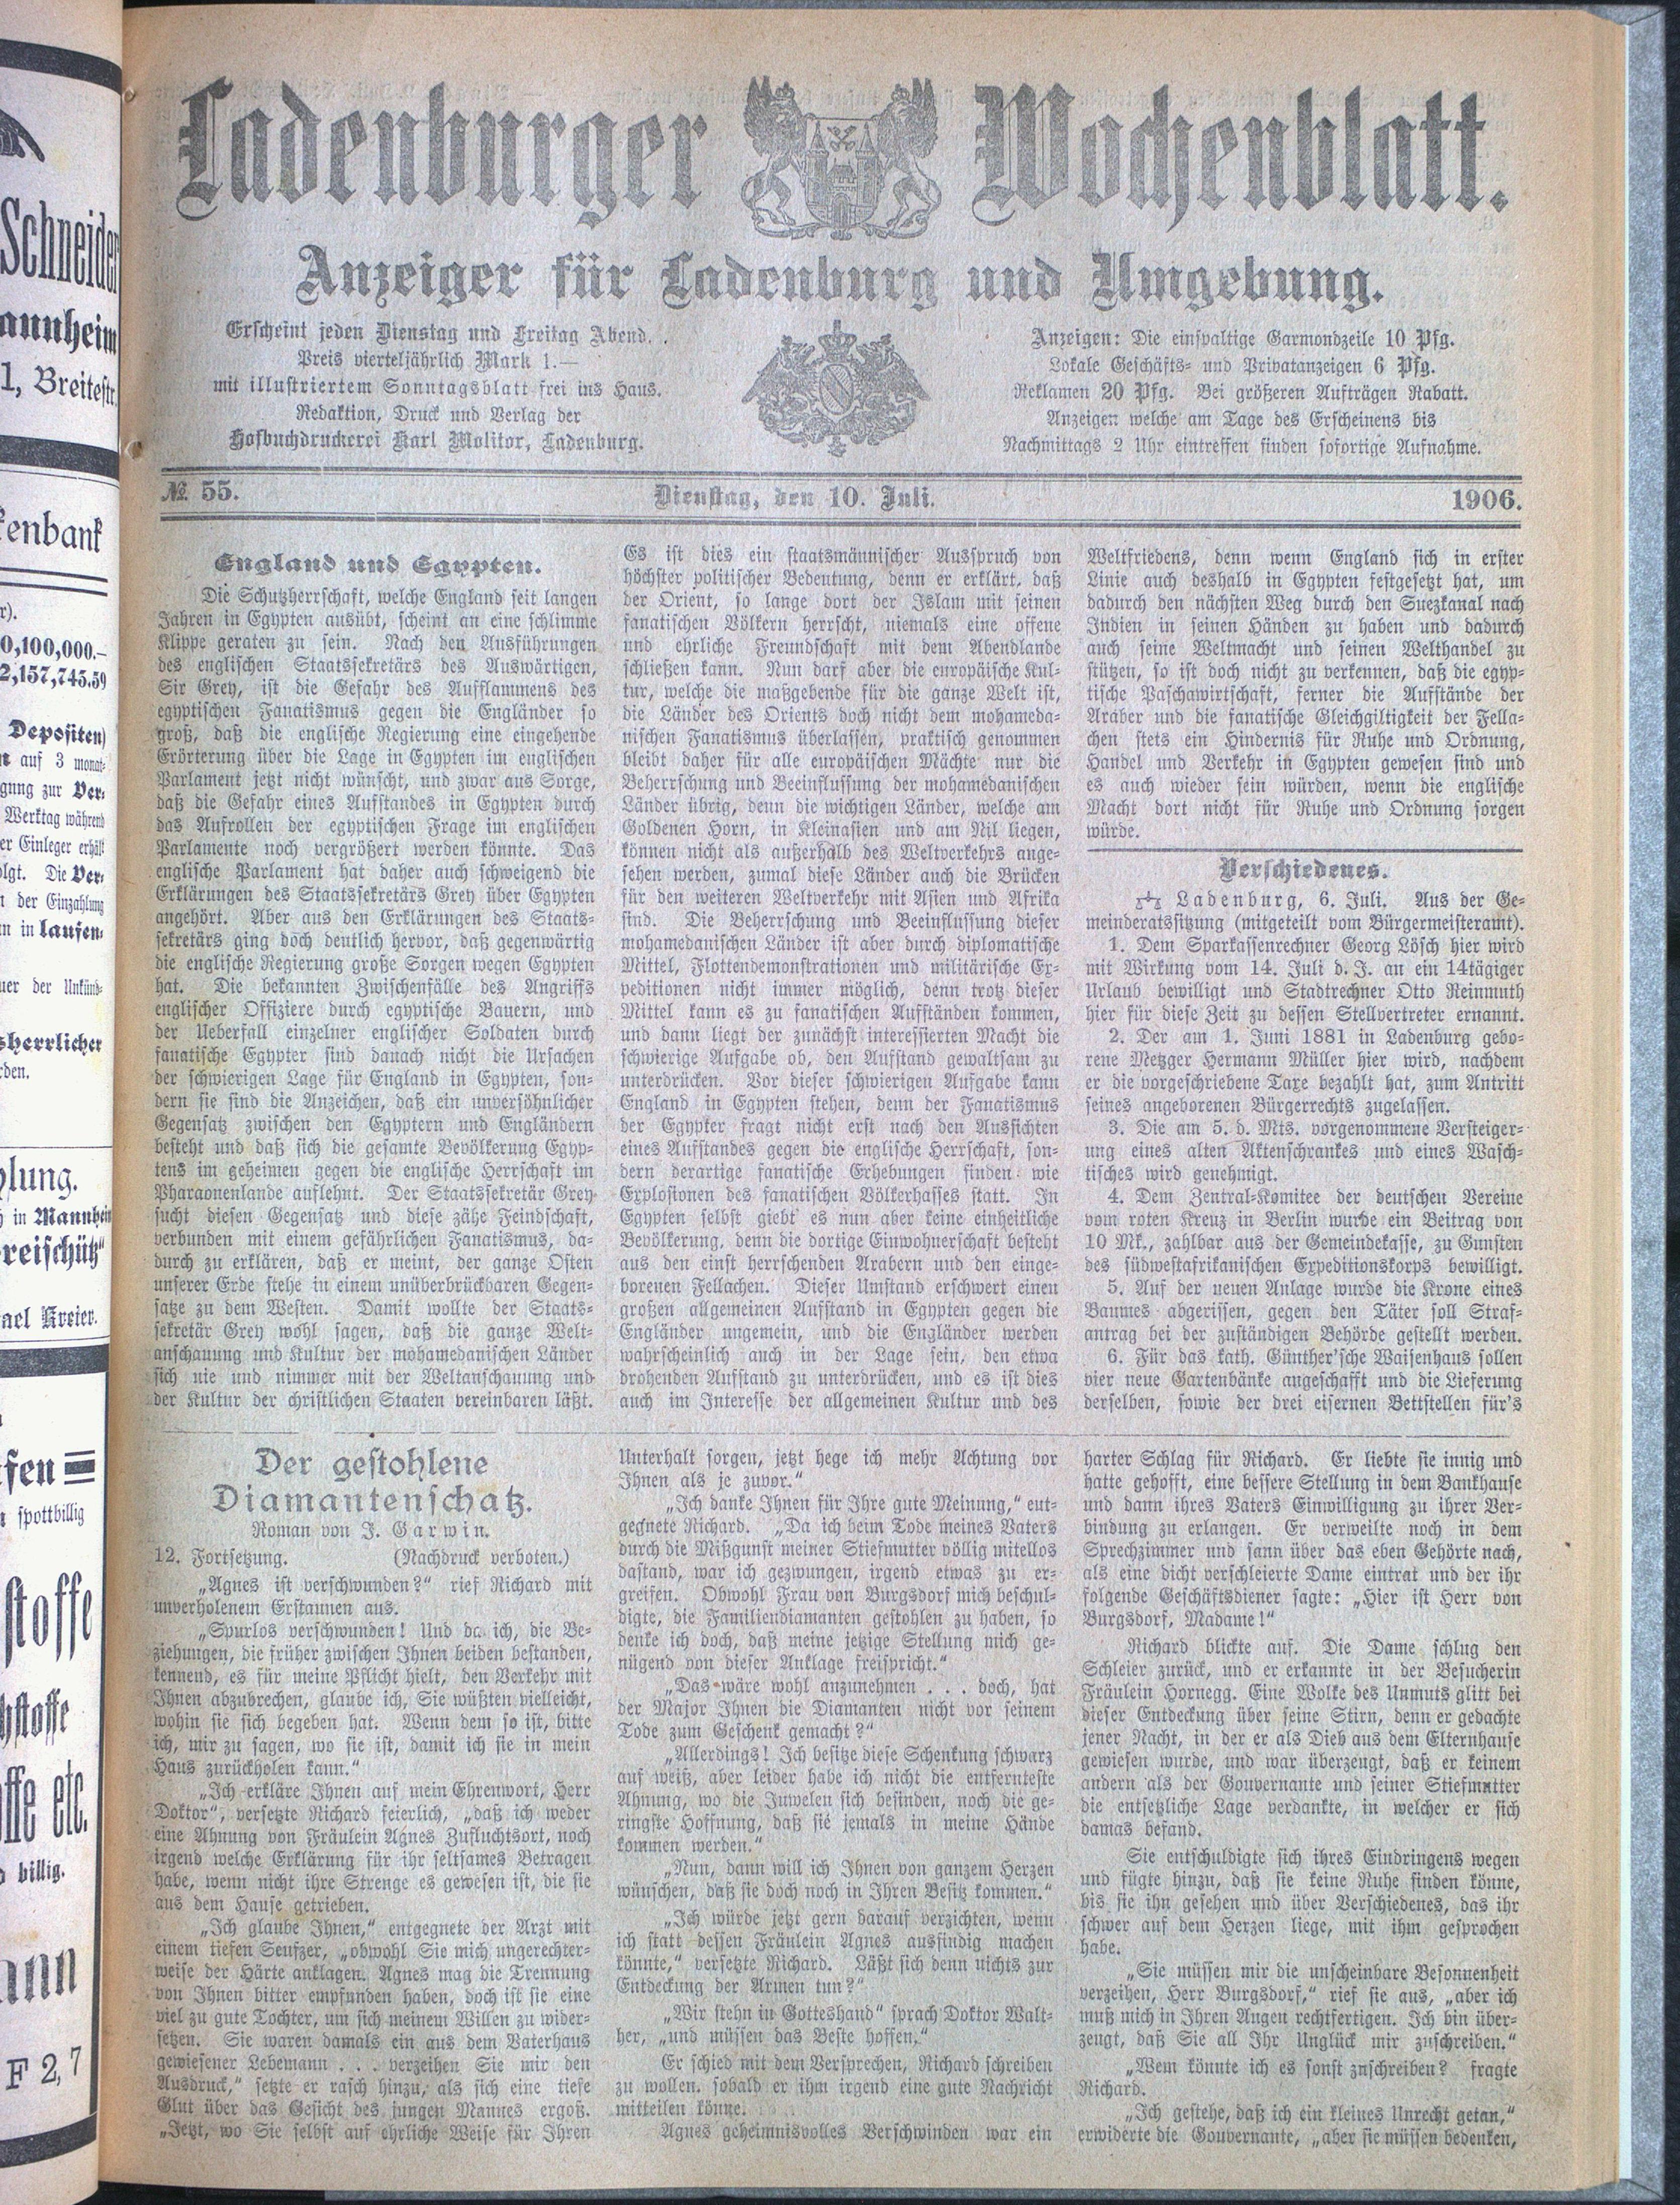 Ladenburger Wochenblatt.
Anzeiger für Ladenburg und Umgebung.
Erscheint jeden Dienstag und Freitag Abend.
Preis vierteljährlich Mark 1.—
mit illustriertem Sonntagsblatt frei ins Haus.
Redaktion, Druck und Verlag der
Hofbuchdruckerei Karl Molitor, Ladenburg.
Anzeigen: Die einspaltige Garmondzeile 10 Pfg.
Lokale Geschäfts- und Privatanzeigen 6 Pfg.
Reklamen 20 Pfg. Bei größeren Aufträgen Rabatt.
Anzeigen welche am Tage des Erscheinens bis
Nachmittags 2 Uhr eintreffen finden sofortige Aufnahme.
№ 55. Dienstag, den 10. Juli. 1906.
England und Egypten.
Die Schutzherrschaft, welche England seit langen
Jahren in Egypten ausübt, scheint an eine schlimme
Klippe geraten zu sein. Nach den Ausführungen
des englischen Staatssekretärs des Auswärtigen,
Sir Grey, ist die Gefahr des Aufflammens des
egyptischen Fanatismus gegen die Engländer so
groß, daß die englische Regierung eine eingehende
Erörterung über die Lage in Egypten im englischen
Parlament jetzt nicht wünscht, und zwar aus Sorge,
daß die Gefahr eines Aufstandes in Egypten durch
das Aufrollen der egyptischen Frage im englischen
Parlamente noch vergrößert werden könnte. Das
englische Parlament hat daher auch schweigend die
Erklärungen des Staatssekretärs Grey über Egypten
angehört. Aber aus den Erklärungen des Staats-
sekretärs ging doch deutlich hervor, daß gegenwärtig
die englische Regierung große Sorgen wegen Egypten
hat. Die bekannten Zwischenfälle des Angriffs
englischer Offiziere durch egyptische Bauern, und
der Ueberfall einzelner englischer Soldaten durch
fanatische Egypter sind danach nicht die Ursachen
der schwierigen Lage für England in Egypten, son-
dern sie sind die Anzeichen, daß ein unversöhnlicher
Gegensatz zwischen den Egyptern und Engländern
besteht und daß sich die gesamte Bevölkerung Egyp-
tens im geheimen gegen die englische Herrschaft im
Pharaonenlande auflehnt. Der Staatssekretär Grey
sucht diesen Gegensatz und diese zähe Feindschaft,
verbunden mit einem gefährlichen Fanatismus, da-
durch zu erklären, daß er meint, der ganze Osten
unserer Erde stehe in einem unüberbrückbaren Gegen-
satze zu dem Westen. Damit wollte der Staats-
sekretär Grey wohl sagen, daß die ganze Welt-
anschauung und Kultur der mohamedanischen Länder
sich nie und nimmer mit der Weltanschauung und
der Kultur der christlichen Staaten vereinbaren läßt.
Es ist dies ein staatsmännischer Ausspruch von
höchster politischer Bedeutung, denn er erklärt, daß
der Orient, so lange dort der Islam mit seinen
fanatischen Völkern herrscht, niemals eine offene
und ehrliche Freundschaft mit dem Abendlande
schließen kann. Nun darf aber die europäische Kul-
tur, welche die maßgebende für die ganze Welt ist,
die Länder des Orients doch nicht dem mohameda-
nischen Fanatismus überlassen, praktisch genommen
bleibt daher für alle europäischen Mächte nur die
Beherrschung und Beeinflussung der mohamedanischen
Länder übrig, denn die wichtigen Länder, welche am
Goldenen Horn, in Kleinasien und am Nil liegen,
können nicht als außerhalb des Weltverkehrs ange-
sehen werden, zumal diese Länder auch die Brücken
für den weiteren Weltverkehr mit Asien und Afrika
sind. Die Beherrschung und Beeinflussung dieser
mohamedanischen Länder ist aber durch diplomatische
Mittel, Flottendemonstrationen und militärische Ex-
peditionen nicht immer möglich, denn trotz dieser
Mittel kann es zu fanatischen Aufständen kommen,
und dann liegt der zunächst interessierten Macht die
schwierige Aufgabe ob, den Aufstand gewaltsam zu
unterdrücken. Vor dieser schwierigen Aufgabe kann
England in Egypten stehen, denn der Fanatismus
der Egypter fragt nicht erst nach den Aussichten
eines Aufstandes gegen die englische Herrschaft, son-
dern derartige fanatische Erhebungen finden wie
Explosionen des fanatischen Völkerhasses statt. In
Egypten selbst giebt es nun aber keine einheitliche
Bevölkerung, denn die dortige Einwohnerschaft besteht
aus den einst herrschenden Arabern und den einge-
borenen Fellachen. Dieser Umstand erschwert einen
großen allgemeinen Aufstand in Egypten gegen die
Engländer ungemein, und die Engländer werden
wahrscheinlich auch in der Lage sein, den etwa
drohenden Aufstand zu unterdrücken, und es ist dies
auch im Interesse der allgemeinen Kultur und des
Weltfriedens, denn wenn England sich in erster
Linie auch deshalb in Egypten festgesetzt hat, um
dadurch den nächsten Weg durch den Suezkanal nach
Indien in seinen Händen zu haben und dadurch
auch seine Weltmacht und seinen Welthandel zu
stützen, so ist doch nicht zu verkennen, daß die egyp-
tische Paschawirtschaft, ferner die Aufstände der
Araber und die fanatische Gleichgiltigkeit der Fella-
chen stets ein Hindernis für Ruhe und Ordnung,
Handel und Verkehr in Egypten gewesen sind und
es auch wieder sein würden, wenn die englische
Macht dort nicht für Ruhe und Ordnung sorgen
würde.
Verschiedenes.
Ladenburg, 6. Juli. Aus der Ge-
meinderatssitzung (mitgeteilt vom Bürgermeisteramt).
1. Dem Sparkassenrechner Georg Lösch hier wird
mit Wirkung vom 14. Juli d. J. an ein 14tägiger
Urlaub bewilligt und Stadtrechner Otto Reinmuth
hier für diese Zeit zu dessen Stellvertreter ernannt.
2. Der am 1. Juni 1881 in Ladenburg gebo-
rene Metzger Hermann Müller hier wird, nachdem
er die vorgeschriebene Taxe bezahlt hat, zum Antritt
seines angeborenen Bürgerrechts zugelassen.
3. Die am 5. d. Mts. vorgenommene Versteiger-
ung eines alten Aktenschrankes und eines Wasch-
tisches wird genehmigt.
4. Dem Zentral-Komitee der deutschen Vereine
vom roten Kreuz in Berlin wurde ein Beitrag von
10 Mk., zahlbar aus der Gemeindekasse, zu Gunsten
des südwestafrikanischen Expeditionskorps bewilligt.
5. Auf der neuen Anlage wurde die Krone eines
Baumes abgerissen, gegen den Täter soll Straf-
antrag bei der zuständigen Behörde gestellt werden.
6. Für das kath. Günther'sche Waisenhaus sollen
vier neue Gartenbänke angeschafft und die Lieferung
derselben, sowie der drei eisernen Bettstellen für's
Der gestohlene
Diamantenschatz.
Roman von J. Garwin.
12. Fortsetzung. (Nachdruck verboten.)
„Agnes ist verschwunden?“ rief Richard mit
unverholenem Erstaunen aus.
„Spurlos verschwunden! Und da ich, die Be-
ziehungen, die früher zwischen Ihnen beiden bestanden,
kennend, es für meine Pflicht hielt, den Verkehr mit
Ihnen abzubrechen, glaube ich, Sie wüßten vielleicht,
wohin sie sich begeben hat. Wenn dem so ist, bitte
ich, mir zu sagen, wo sie ist, damit ich sie in mein
Haus zurückholen kann.“
„Ich erkläre Ihnen auf mein Ehrenwort, Herr
Doktor“, versetzte Richard feierlich, „daß ich weder
eine Ahnung von Fräulein Agnes Zufluchtsort, noch
irgend welche Erklärung für ihr seltsames Betragen
habe, wenn nicht ihre Strenge es gewesen ist, die sie
aus dem Hause getrieben.
„Ich glaube Ihnen,“ entgegnete der Arzt mit
einem tiefen Seufzer, „obwohl Sie mich ungerechter-
weise der Härte anklagen. Agnes mag die Trennung
von Ihnen bitter empfunden haben, doch ist sie eine
viel zu gute Tochter, um sich meinem Willen zu wider-
setzen. Sie waren damals ein aus dem Vaterhaus
gewiesener Lebemann . . . verzeihen Sie mir den
Ausdruck,“ setzte er rasch hinzu, als sich eine tiefe
Glut über das Gesicht des jungen Mannes ergoß.
„Jetzt, wo Sie selbst auf ehrliche Weise für Ihren
Unterhalt sorgen, jetzt hege ich mehr Achtung vor
Ihnen als je zuvor.“
„Ich danke Ihnen für Ihre gute Meinung,“ ent-
gegnete Richard. „Da ich beim Tode meines Vaters
durch die Mißgunst meiner Stiefmutter völlig mitellos
dastand, war ich gezwungen, irgend etwas zu er-
greifen. Obwohl Frau von Burgsdorf mich beschul-
digte, die Familiendiamanten gestohlen zu haben, so
denke ich doch, daß meine jetzige Stellung mich ge-
nügend von dieser Anklage freispricht.“
„Das wäre wohl anzunehmen . . . doch, hat
der Major Ihnen die Diamanten nicht vor seinem
Tode zum Geschenk gemacht?“
„Allerdings! Ich besitze diese Schenkung schwarz
auf weiß, aber leider habe ich nicht die entfernteste
Ahnung, wo die Juwelen sich befinden, noch die ge-
ringste Hoffnung, daß sie jemals in meine Hände
kommen werden.“
„Nun, dann will ich Ihnen von ganzem Herzen
wünschen, daß sie doch noch in Ihren Besitz kommen.“
„Ich würde jetzt gern darauf verzichten, wenn
ich statt dessen Fräulein Agnes ausfindig machen
könnte,“ versetzte Richard. Läßt sich denn nichts zur
Entdeckung der Armen tun?“
„Wir stehn in Gotteshand“ sprach Doktor Walt-
her, „und müssen das Beste hoffen.“
Er schied mit dem Versprechen, Richard schreiben
zu wollen, sobald er ihm irgend eine gute Nachricht
mitteilen könne.
Agnes geheimnisvolles Verschwinden war ein
harter Schlag für Richard. Er liebte sie innig und
hatte gehofft, eine bessere Stellung in dem Bankhause
und dann ihres Vaters Einwilligung zu ihrer Ver-
bindung zu erlangen. Er verweilte noch in dem
Sprechzimmer und sann über das eben Gehörte nach,
als eine dicht verschleierte Dame eintrat und der ihr
folgende Geschäftsdiener sagte: „Hier ist Herr von
Burgsdorf, Madame!“
Richard blickte auf. Die Dame schlug den
Schleier zurück, und er erkannte in der Besucherin
Fräulein Hornegg. Eine Wolke des Unmuts glitt bei
dieser Entdeckung über seine Stirn, denn er gedachte
jener Nacht, in der er als Dieb aus dem Elternhause
gewiesen wurde, und war überzeugt, daß er keinem
andern als der Gouvernante und seiner Stiefmutter
die entsetzliche Lage verdankte, in welcher er sich
damas befand.
Sie entschuldigte sich ihres Eindringens wegen
und fügte hinzu, daß sie keine Ruhe finden könne,
bis sie ihn gesehen und über Verschiedenes, das ihr
schwer auf dem Herzen liege, mit ihm gesprochen
habe.
„Sie müssen mir die unscheinbare Besonnenheit
verzeihen, Herr Burgsdorf,“ rief sie aus, „aber ich
muß mich in Ihren Augen rechtfertigen. Ich bin über-
zeugt, daß Sie all Ihr Unglück mir zuschreiben.“
„Wem könnte ich es sonst zuschreiben? fragte
Richard.
„Ich gestehe, daß ich ein kleines Unrecht getan,“
erwiderte die Gouvernante, „aber sie müssen bedenken,
Schneider
annheim
1, Breitestr.
kenbank
r).
0,100,000.—
2,157,745.59
Depositen)
auf 3 monat-
gung zur Ver-
Werktag während
er Einleger erhält
olgt. Die Ver-
der Einzahlung
n in laufen-
uer der Unkünd-
sherrlicher
rden.
hlung.
in Mannheim
reischütz“
ael Kreter.
fen
spottbillig
stoffe
hstoffe
ffe etc.
billig.
ann
F 2, 7